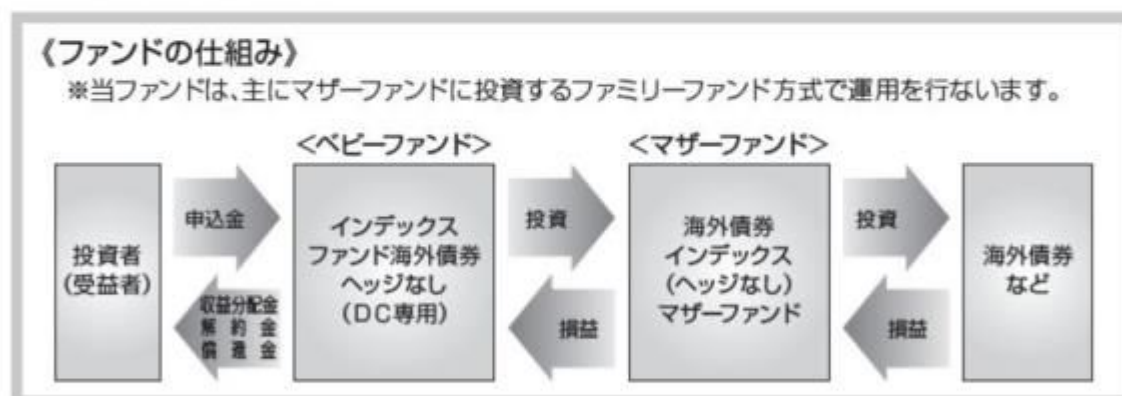 《ファンドの仕組み》
※当ファンドは、主にマザーファンドに投資するファミリーファンド方式で運用を行ないます。
<ベビーファンド>
<マザーファンド>
投資者
(受益者)
申込金
収益分配金
解約金
償還金
インデックス
ファンド海外債券
ヘッジなし
(DC専用)
投資
損益
海外債券
インデックス
(ヘッジなし)
マザーファンド
投資
損益
海外債券
など